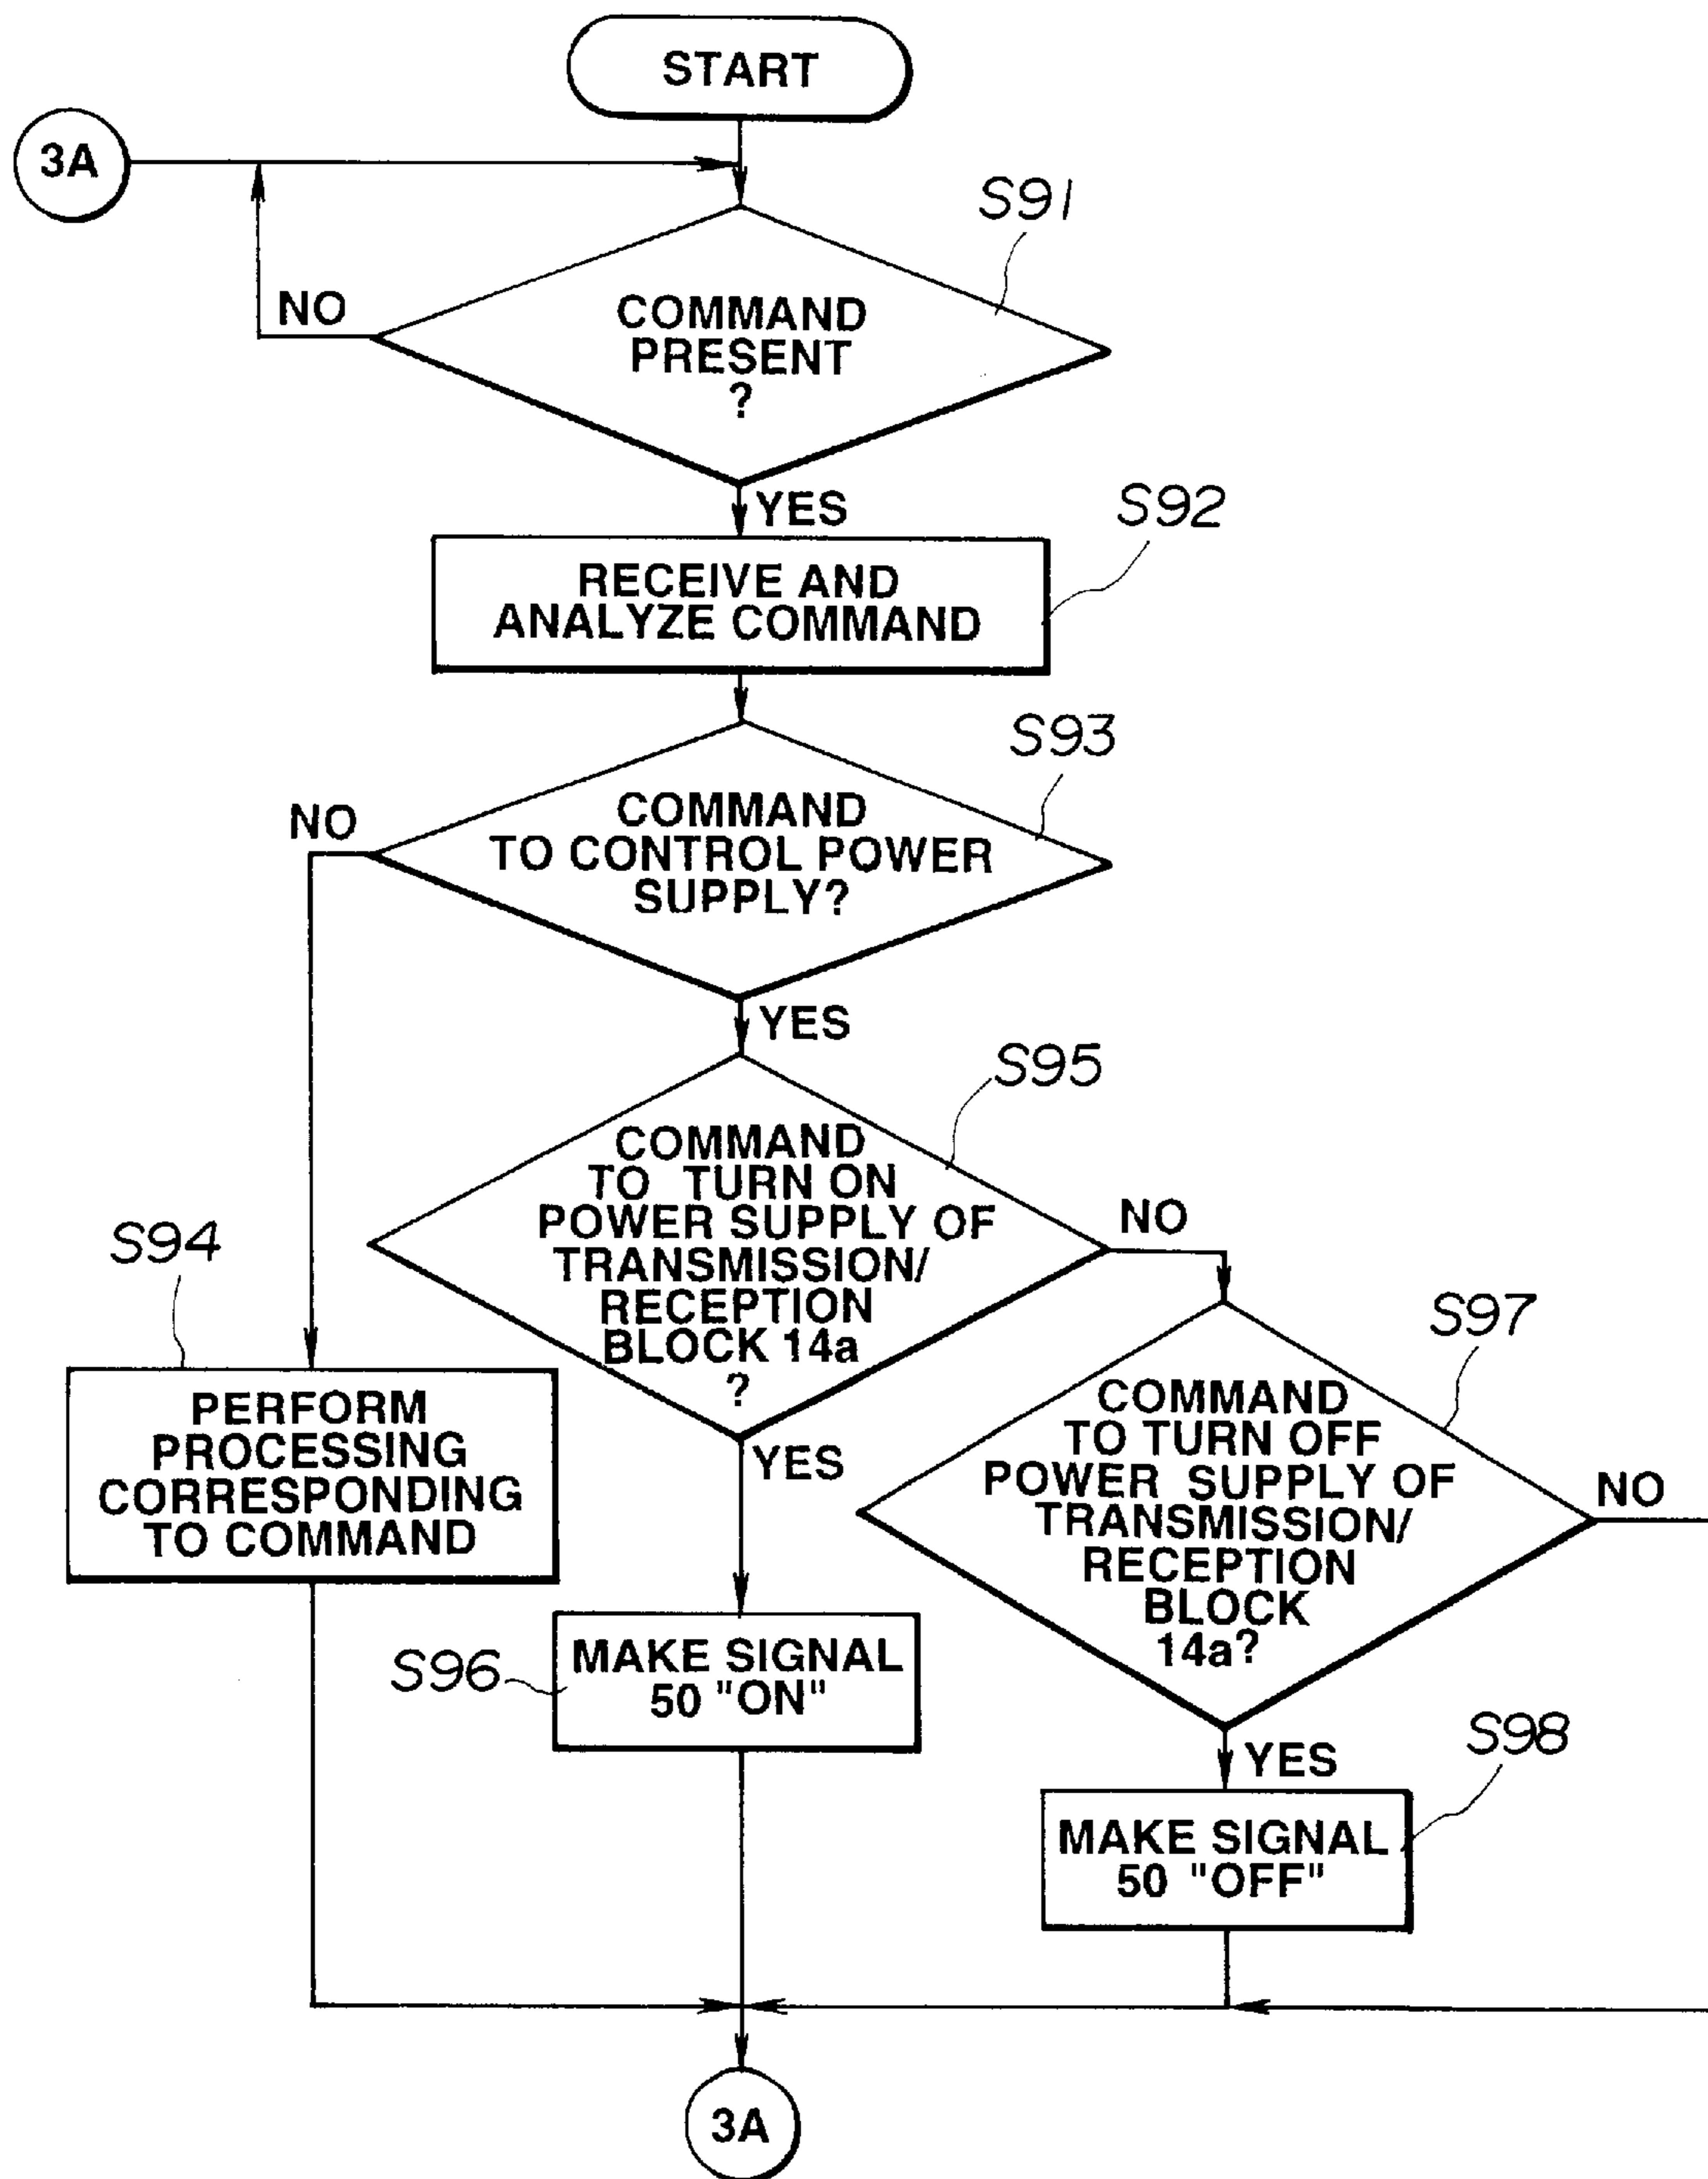 START
3A
S91
COMMAND
PRESENT
?
NO
YES
S92
RECEIVE AND
ANALYZE COMMAND
S93
COMMAND
TO CONTROL POWER
SUPPLY?
NO
YES
S95
COMMAND
TO TURN ON
POWER SUPPLY OF
TRANSMISSION/
RECEPTION
BLOCK 14a
?
NO
YES
S94
PERFORM
PROCESSING
CORRESPONDING
TO COMMAND
S97
COMMAND
TO TURN OFF
POWER SUPPLY OF
TRANSMISSION/
RECEPTION
BLOCK
14a?
NO
YES
S96
MAKE SIGNAL
50 "ON"
S98
MAKE SIGNAL
50 "OFF"
3A